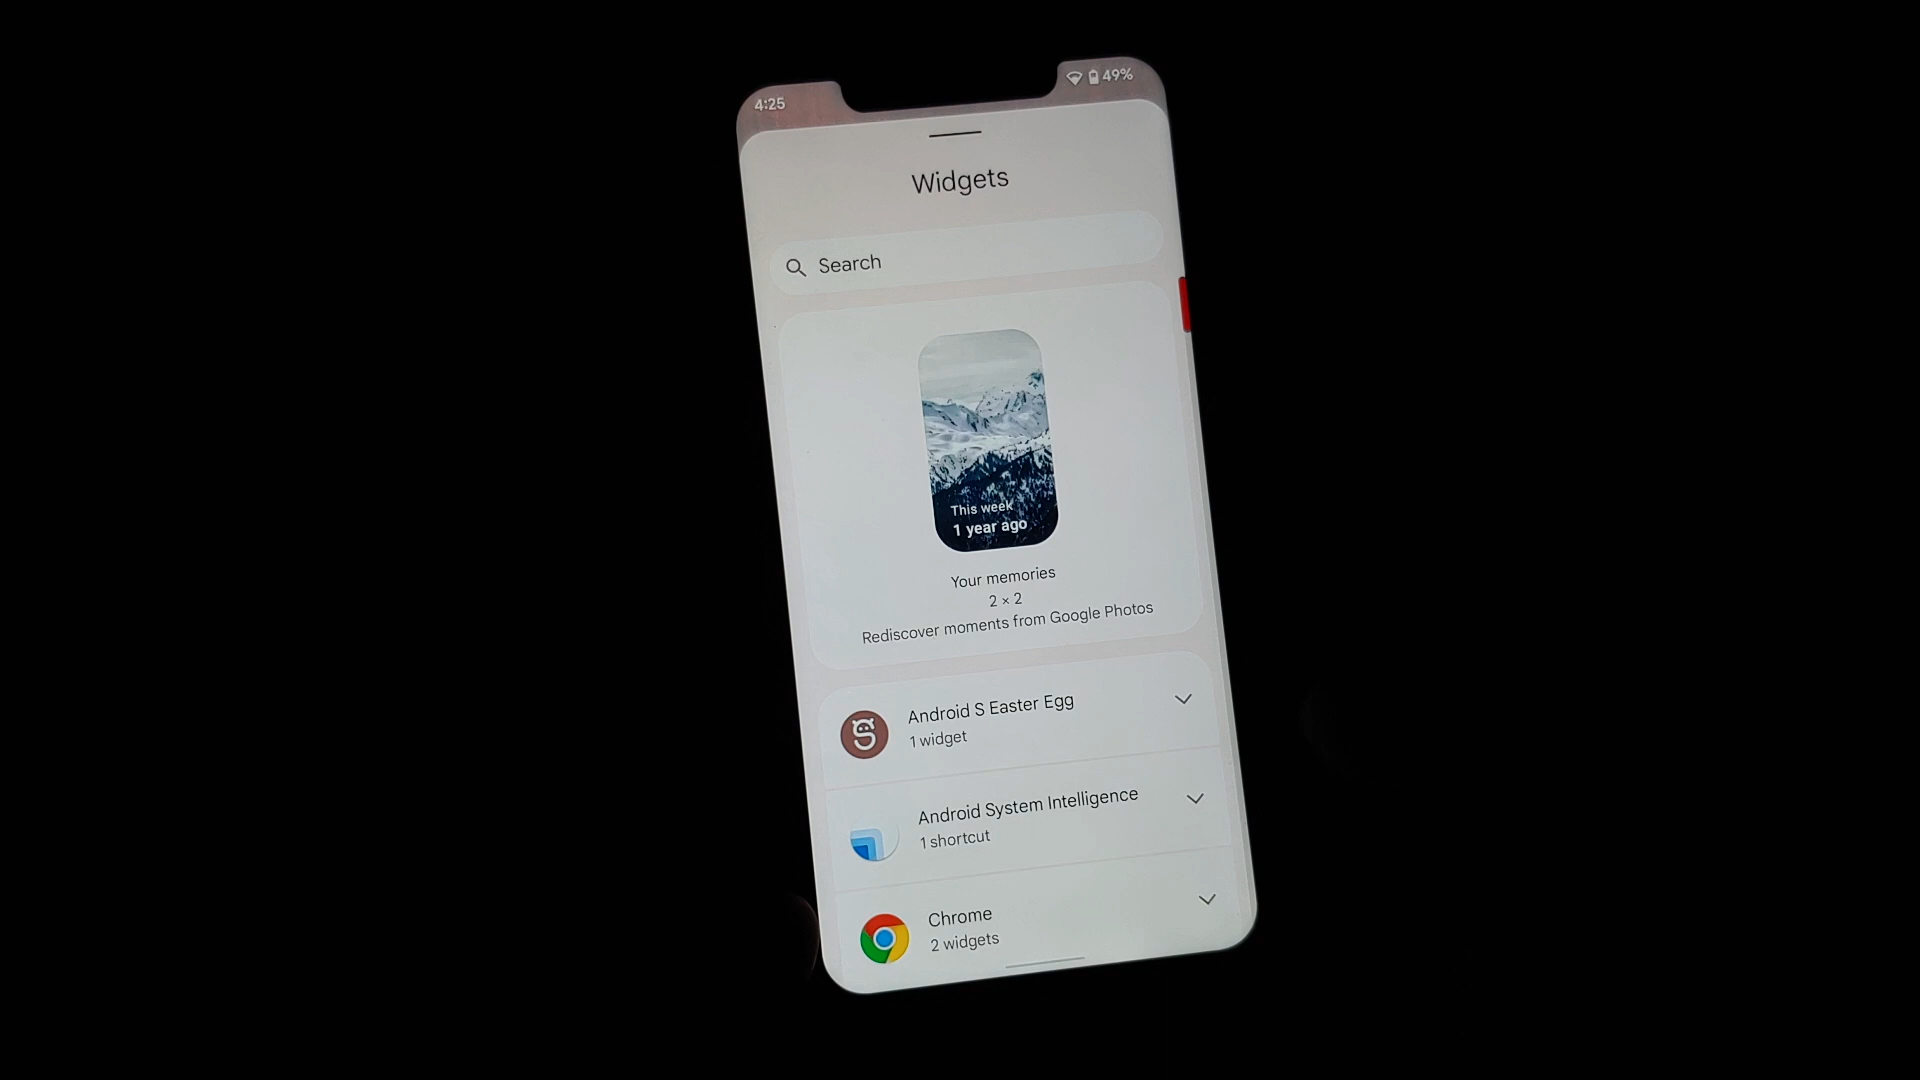 4:25
49%
Widgets
Search
This week
1 year ago
Your memories
2 × 2
Rediscover moments from Google Photos
Android S Easter Egg
1 widget
Android System Intelligence
1 shortcut
Chrome
2 widgets